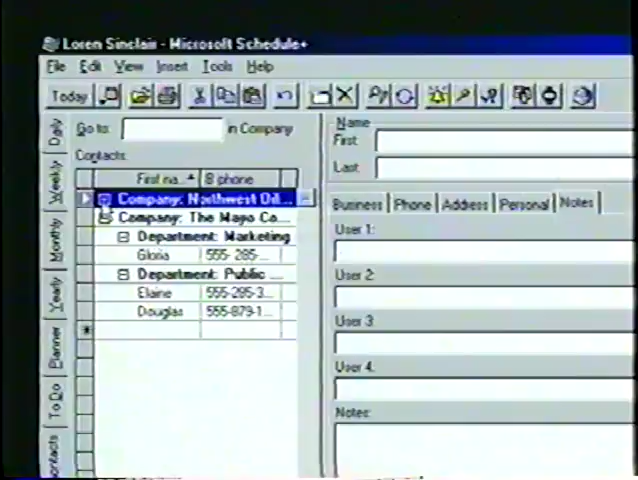 Loren Sinclair - Microsoft Schedule+
File Edit View Insert Tools Help
Today
Daily
Weekly
Monthly
Yearly
Planner
To Do
Contacts
Go to: in Company
Contacts:
First na... B phone
Company: Northwest Oil...
Company: The Mayo Co...
Department: Marketing
Gloria 555- 285-...
Department: Public ...
Elaine 555-285-3...
Douglas 555-879-1...
Name
First:
Last:
Business Phone Address Personal Notes
User 1:
User 2:
User 3:
User 4:
Notes: